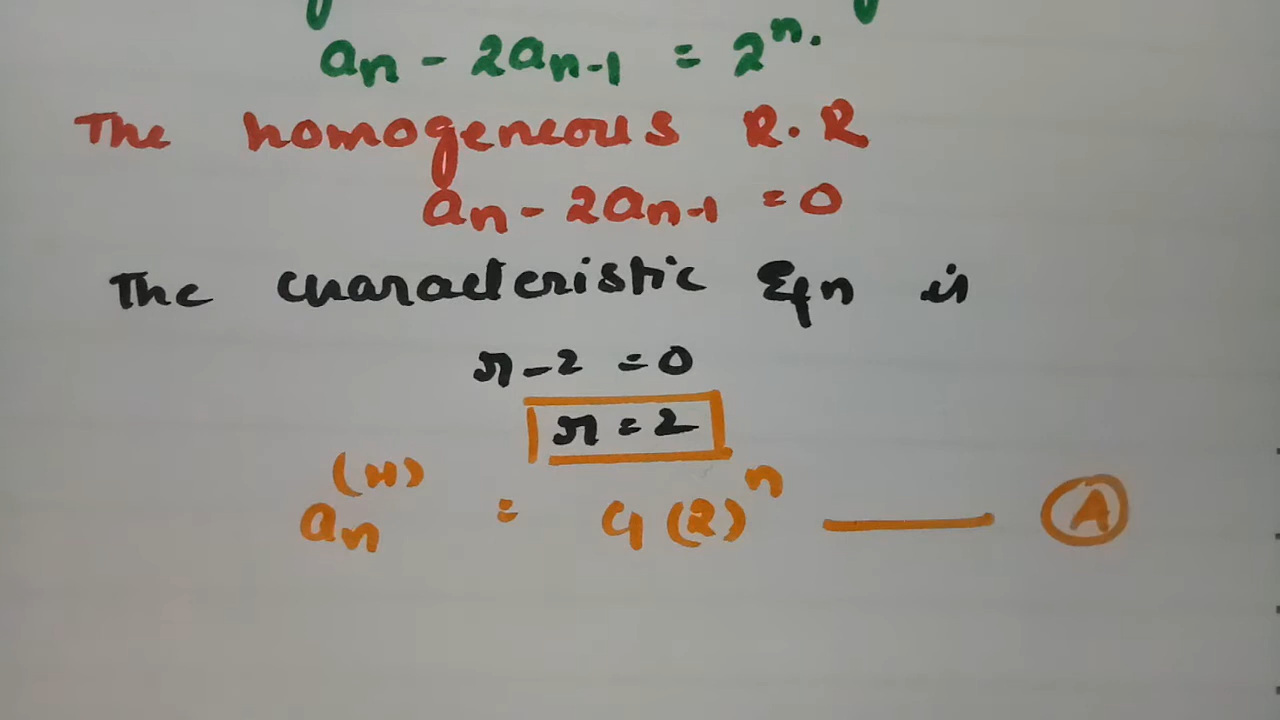 aₙ - 2aₙ₋₁ = 2ⁿ.
The homogeneous R.R
aₙ - 2aₙ₋₁ = 0
The characteristic Eqn is
r - 2 = 0
r = 2
aₙ⁽ᴴ⁾ = C₁(2)ⁿ —— A